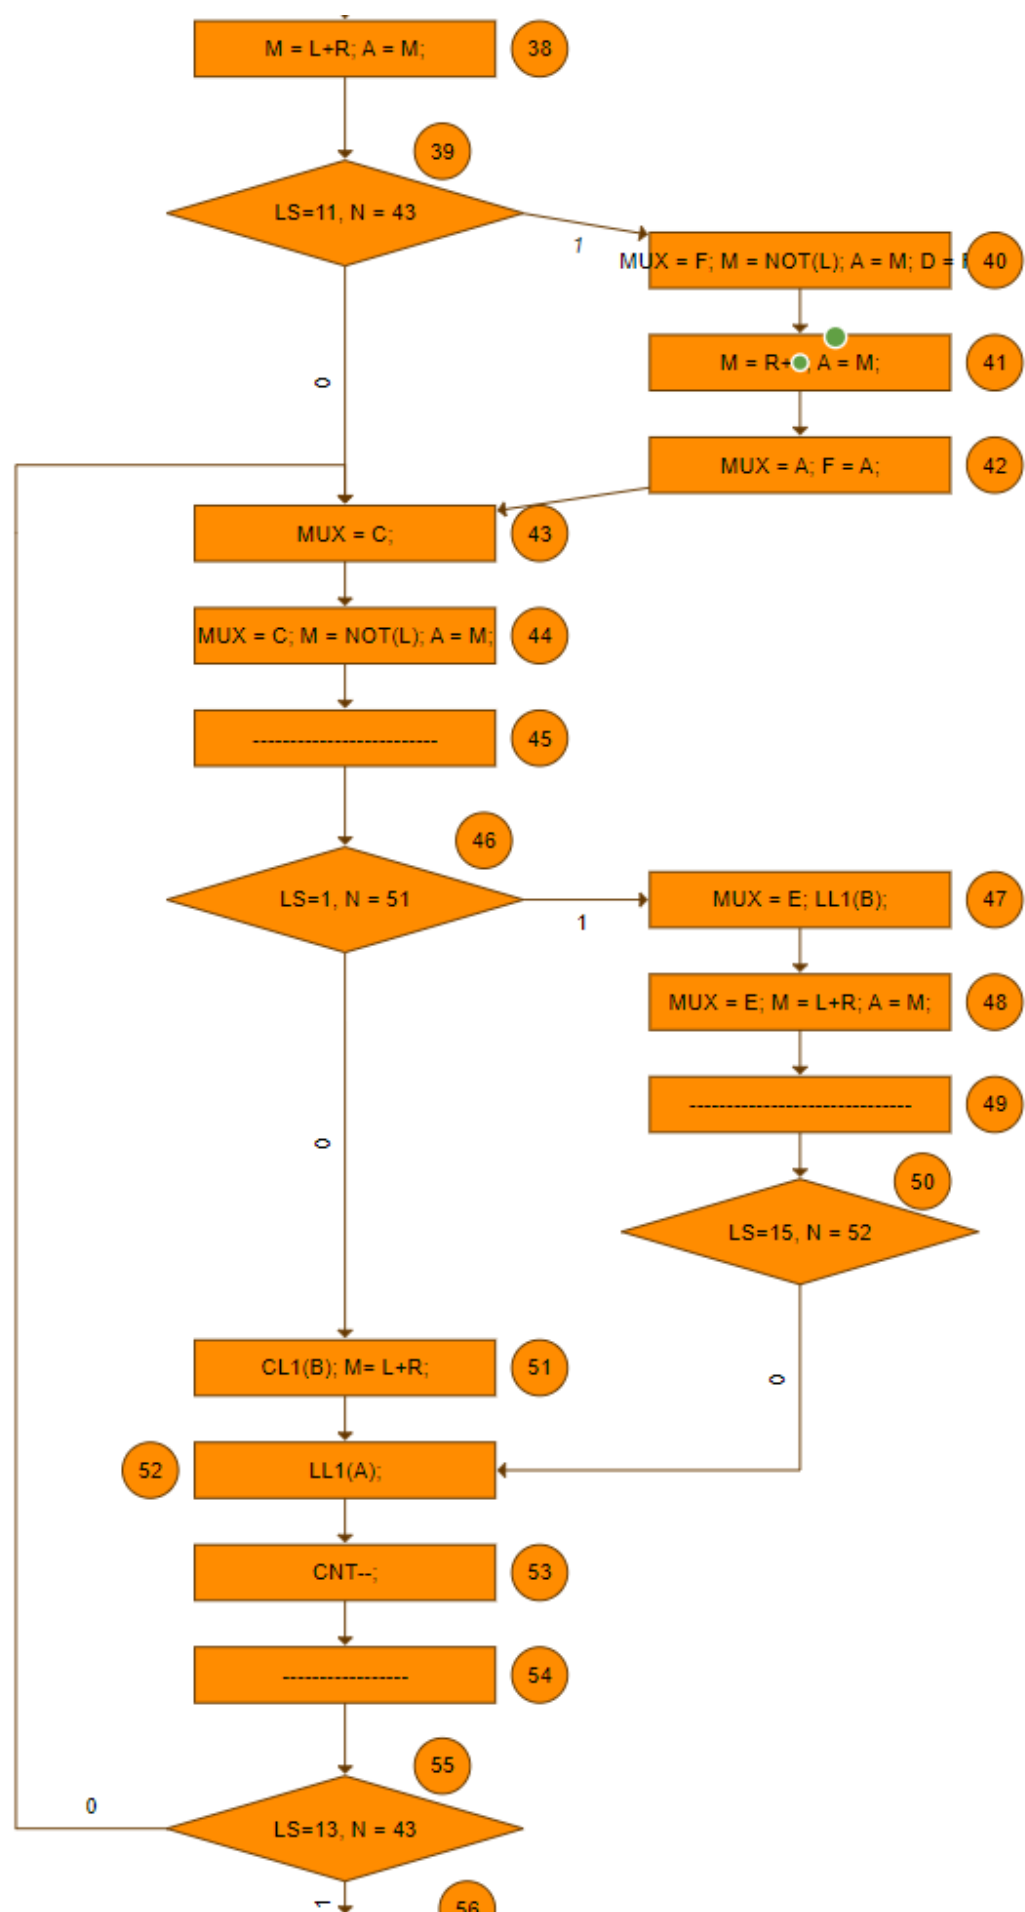 M = L+R; A = M;
38
39
LS=11, N = 43
1
MUX = F; M = NOT(L); A = M; D =
40
0
M = R+ A = M;
41
MUX = A; F = A;
42
MUX = C;
43
MUX = C; M = NOT(L); A = M;
44
-------------------------
45
46
LS=1, N = 51
1
MUX = E; LL1(B);
47
MUX = E; M = L+R; A = M;
48
------------------------------
49
0
50
LS=15, N = 52
CL1(B); M= L+R;
51
0
52
LL1(A);
CNT--;
53
-----------------
54
55
0
LS=13, N = 43
1
56